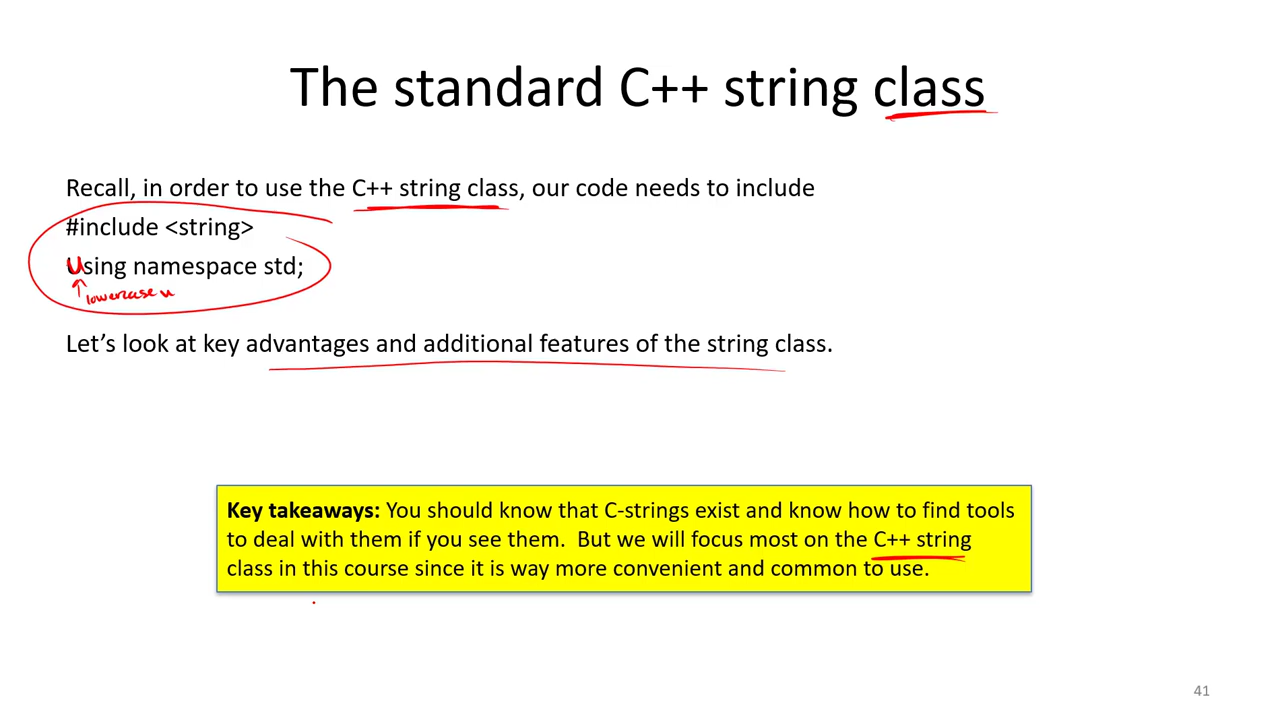 The standard C++ string class
Recall, in order to use the C++ string class, our code needs to include
#include <string>
using namespace std;
lowercase u
Let's look at key advantages and additional features of the string class.
Key takeaways: You should know that C-strings exist and know how to find tools
to deal with them if you see them. But we will focus most on the C++ string
class in this course since it is way more convenient and common to use.
41